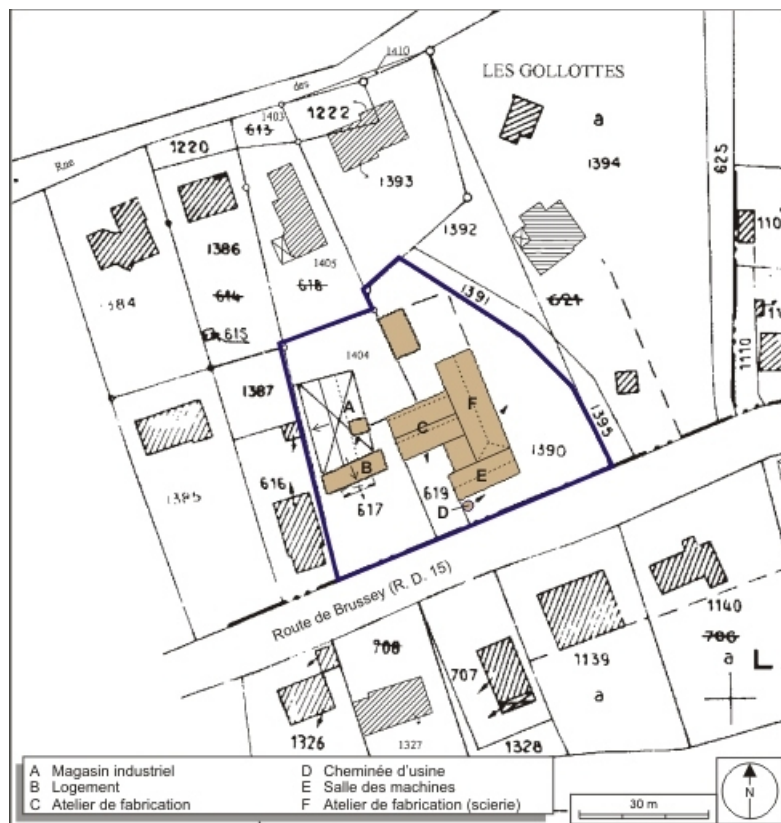 1410
LES GOLLOTTES
des
1403
1222
613
a
625
Rue
1220
1394
1393
1386
1392
614
1405
618
621
615
1391
1404
1110
1387
A
F
C
1395
1390
B
616
E
619
1385
617
D
Route de Brussey (R. D. 15)
708
1140
706
707
1139
a
L
a
1326
1327
1328
A Magasin industriel
B Logement
C Atelier de fabrication
D Cheminée d'usine
E Salle des machines
F Atelier de fabrication (scierie)
30 m
N